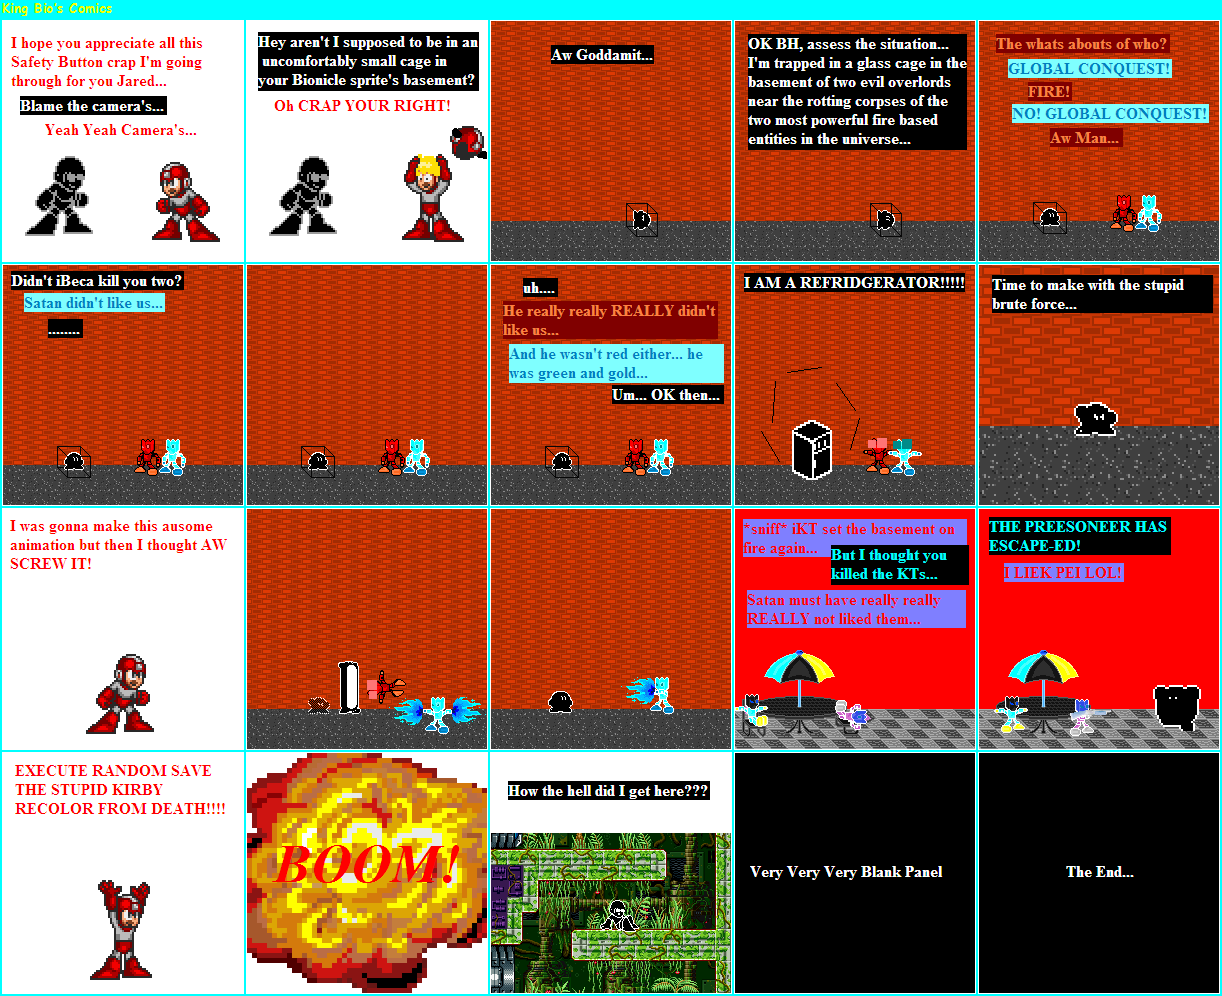 King Bio's Comics
I hope you appreciate all this
Safety Button crap I'm going
through for you Jared...
Blame the camera's...
Yeah Yeah Camera's...
Hey aren't I supposed to be in an
uncomfortably small cage in
your Bionicle sprite's basement?
Oh CRAP YOUR RIGHT!
Aw Goddamit...
OK BH, assess the situation...
I'm trapped in a glass cage in the
basement of two evil overlords
near the rotting corpses of the
two most powerful fire based
entities in the universe...
The whats abouts of who?
GLOBAL CONQUEST!
FIRE!
NO! GLOBAL CONQUEST!
Aw Man...
Didn't iBeca kill you two?
Satan didn't like us...
........
uh....
He really really REALLY didn't
like us...
And he wasn't red either... he
was green and gold...
Um... OK then...
I AM A REFRIDGERATOR!!!!!
Time to make with the stupid
brute force...
I was gonna make this ausome
animation but then I thought AW
SCREW IT!
*sniff* iKT set the basement on
fire again...
But I thought you
killed the KTs...
Satan must have really really
REALLY not liked them...
THE PREESONEER HAS
ESCAPE-ED!
I LIEK PEI LOL!
EXECUTE RANDOM SAVE
THE STUPID KIRBY
RECOLOR FROM DEATH!!!!
BOOM!
How the hell did I get here???
Very Very Very Blank Panel
The End...